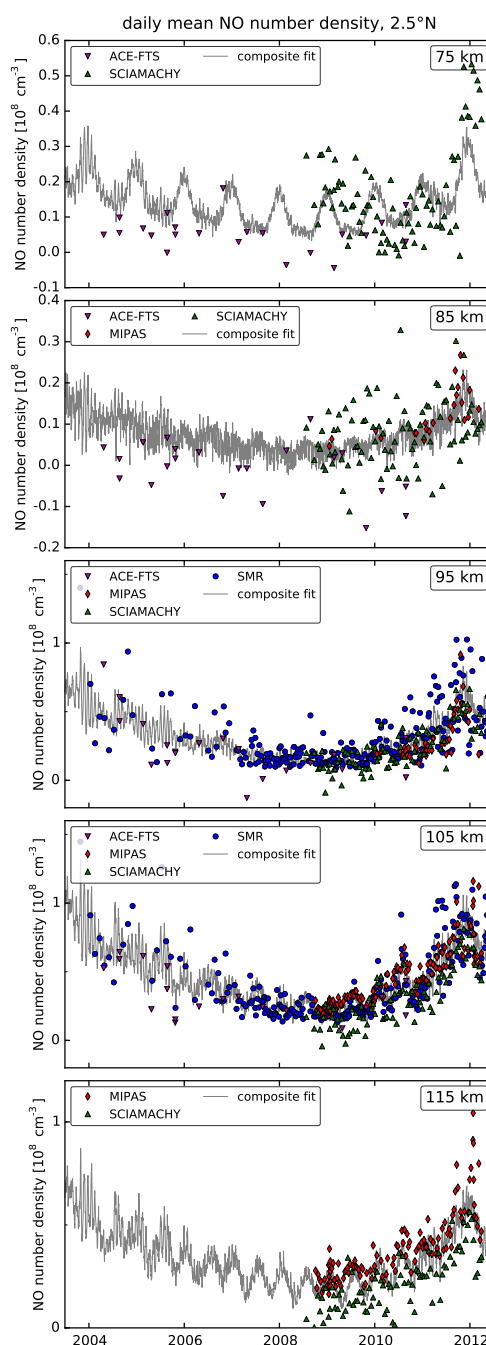 daily mean NO number density, 2.5°N
0.6
0.5
0.4
0.3
0.2
0.1
0.0
-0.1
NO number density [10⁸ cm⁻³]
ACE-FTS
SCIAMACHY
composite fit
75 km
0.4
0.3
0.2
0.1
0.0
-0.1
-0.2
NO number density [10⁸ cm⁻³]
ACE-FTS
MIPAS
SCIAMACHY
composite fit
85 km
1
0
NO number density [10⁸ cm⁻³]
ACE-FTS
MIPAS
SCIAMACHY
SMR
composite fit
95 km
1
0
NO number density [10⁸ cm⁻³]
ACE-FTS
MIPAS
SCIAMACHY
SMR
composite fit
105 km
1
0
NO number density [10⁸ cm⁻³]
MIPAS
SCIAMACHY
composite fit
115 km
2004 2006 2008 2010 2012